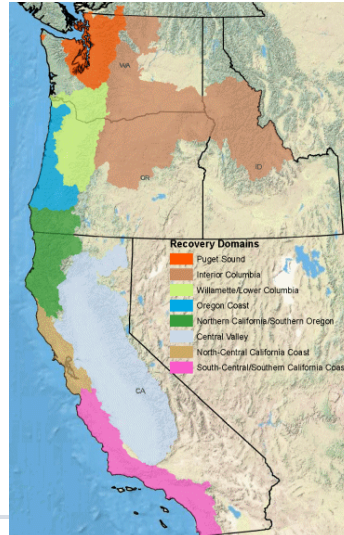 WA
OR
ID
Recovery Domains
Puget Sound
Interior Columbia
Willamette/Lower Columbia
Oregon Coast
Northern California/Southern Oregon
Central Valley
North-Central California Coast
South-Central/Southern California Coas
CA